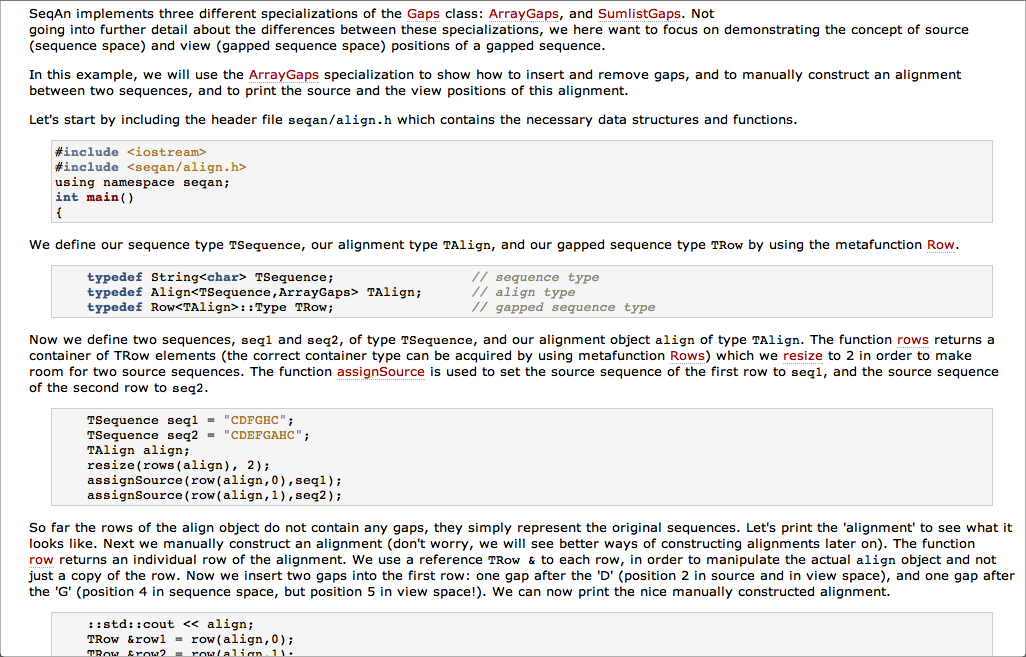 SeqAn implements three different specializations of the Gaps class: ArrayGaps, and SumlistGaps. Not
going into further detail about the differences between these specializations, we here want to focus on demonstrating the concept of source
(sequence space) and view (gapped sequence space) positions of a gapped sequence.
In this example, we will use the ArrayGaps specialization to show how to insert and remove gaps, and to manually construct an alignment
between two sequences, and to print the source and the view positions of this alignment.
Let's start by including the header file seqan/align.h which contains the necessary data structures and functions.
#include <iostream>
#include <seqan/align.h>
using namespace seqan;
int main()
{
We define our sequence type TSequence, our alignment type TAlign, and our gapped sequence type TRow by using the metafunction Row.
typedef String<char> TSequence; // sequence type
typedef Align<TSequence,ArrayGaps> TAlign; // align type
typedef Row<TAlign>::Type TRow; // gapped sequence type
Now we define two sequences, seq1 and seq2, of type TSequence, and our alignment object align of type TAlign. The function rows returns a
container of TRow elements (the correct container type can be acquired by using metafunction Rows) which we resize to 2 in order to make
room for two source sequences. The function assignSource is used to set the source sequence of the first row to seq1, and the source sequence
of the second row to seq2.
TSequence seq1 = "CDFGHC";
TSequence seq2 = "CDEFGAHC";
TAlign align;
resize(rows(align), 2);
assignSource(row(align,0),seq1);
assignSource(row(align,1),seq2);
So far the rows of the align object do not contain any gaps, they simply represent the original sequences. Let's print the 'alignment' to see what it
looks like. Next we manually construct an alignment (don't worry, we will see better ways of constructing alignments later on). The function
row returns an individual row of the alignment. We use a reference TRow & to each row, in order to manipulate the actual align object and not
just a copy of the row. Now we insert two gaps into the first row: one gap after the 'D' (position 2 in source and in view space), and one gap after
the 'G' (position 4 in sequence space, but position 5 in view space!). We can now print the nice manually constructed alignment.
::std::cout << align;
TRow &row1 = row(align,0);
TRow &row2 = row(align,1);